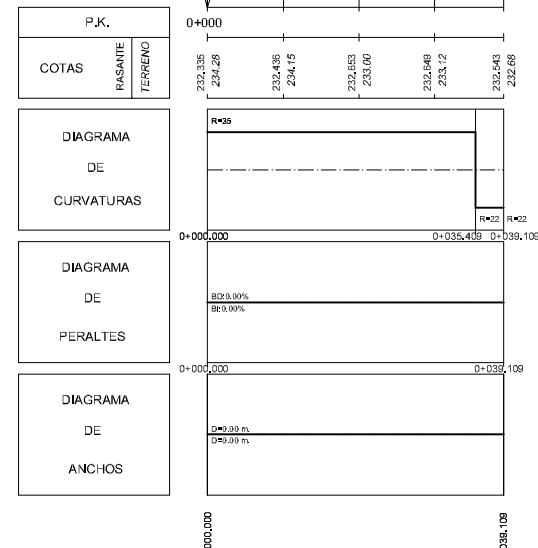 P.K.
0+000
COTAS
RASANTE
TERRENO
232.335
234.28
232.436
234.15
232.653
233.00
232.649
233.12
232.543
232.68
DIAGRAMA
DE
CURVATURAS
R=35
R=22
R=22
0+000.000
0+035.409
0+039.109
DIAGRAMA
DE
PERALTES
BD:0.00%
BI:0.00%
0+000.000
0+039.109
DIAGRAMA
DE
ANCHOS
D=0.00 m.
D=0.00 m.
000.000
039.109